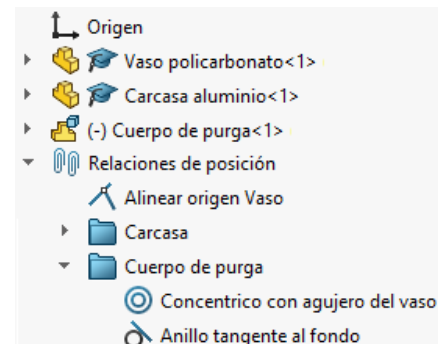 Origen
Vaso policarbonato<1>
Carcasa aluminio<1>
(-) Cuerpo de purga<1>
Relaciones de posición
Alinear origen Vaso
Carcasa
Cuerpo de purga
Concentrico con agujero del vaso
Anillo tangente al fondo